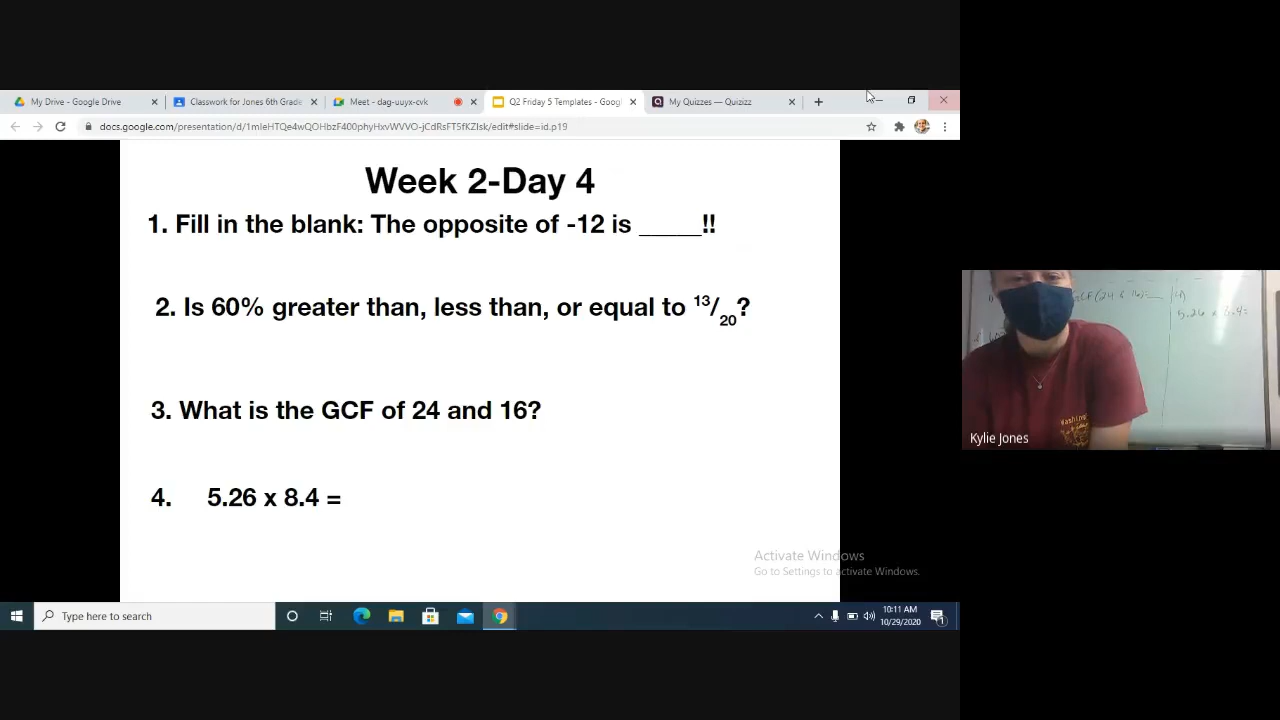 My Drive - Google Drive
Classwork for Jones 6th Grade
Meet - dag-uuyx-cvk
Q2 Friday 5 Templates - Googl
My Quizzes — Quizizz
docs.google.com/presentation/d/1mIeHTQe4wQOHbzF400phyHxvWVVO-jCdRsFT5fKZIsk/edit#slide=id.p19
Week 2-Day 4
1. Fill in the blank: The opposite of -12 is _____!!
2. Is 60% greater than, less than, or equal to 13/20?
3. What is the GCF of 24 and 16?
4. 5.26 x 8.4 =
Activate Windows
Go to Settings to activate Windows.
Type here to search
10:11 AM
10/29/2020
1
5.26 x
Kylie Jones